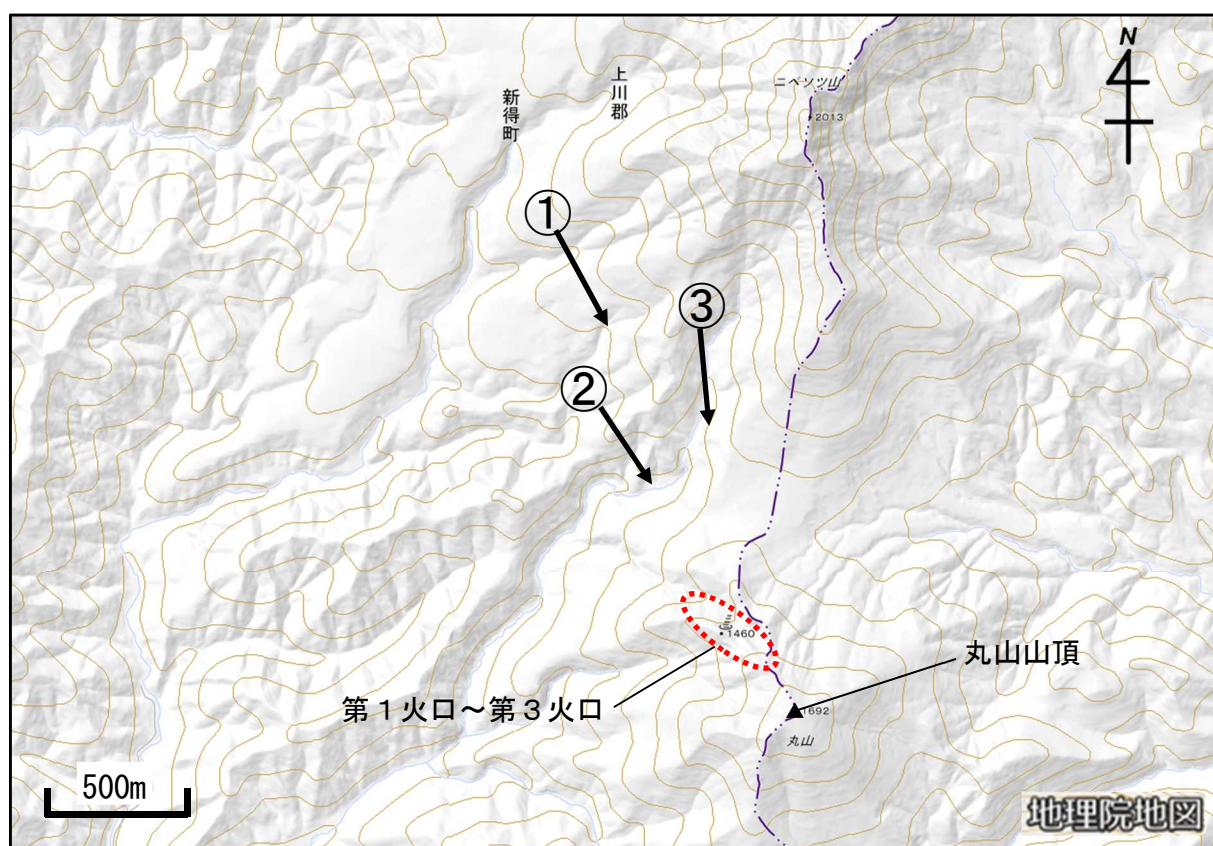 N
ニペソツ山
上川郡
新得町
2013
①
③
②
1460
丸山山頂
第1火口~第3火口
1692
丸山
500m
地理院地図